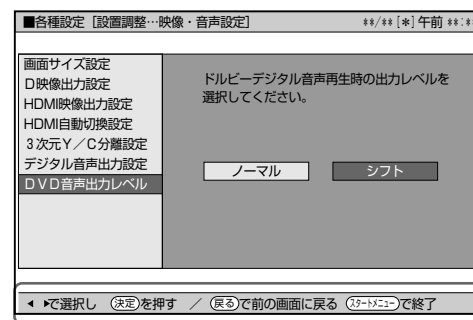 ■各種設定［設置調整…映像・音声設定］ **/**［*］午前 **:**
画面サイズ設定
D映像出力設定
HDMI映像出力設定
HDMI自動切換設定
3次元Y／C分離設定
デジタル音声出力設定
DVD音声出力レベル
ドルビーデジタル音声再生時の出力レベルを
選択してください。
ノーマル シフト
◀ ▶で選択し 決定を押す ／ 戻るで前の画面に戻る スタートメニューで終了